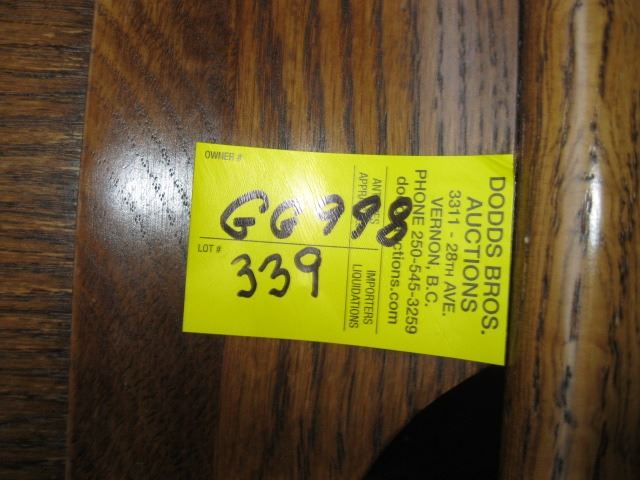 DODDS BROS.
AUCTIONS
3311 - 28TH AVE.
VERNON, B.C.
PHONE 250-545-3259
OWNER #
GG998
LOT #
339
IMPORTERS
LIQUIDATIONS